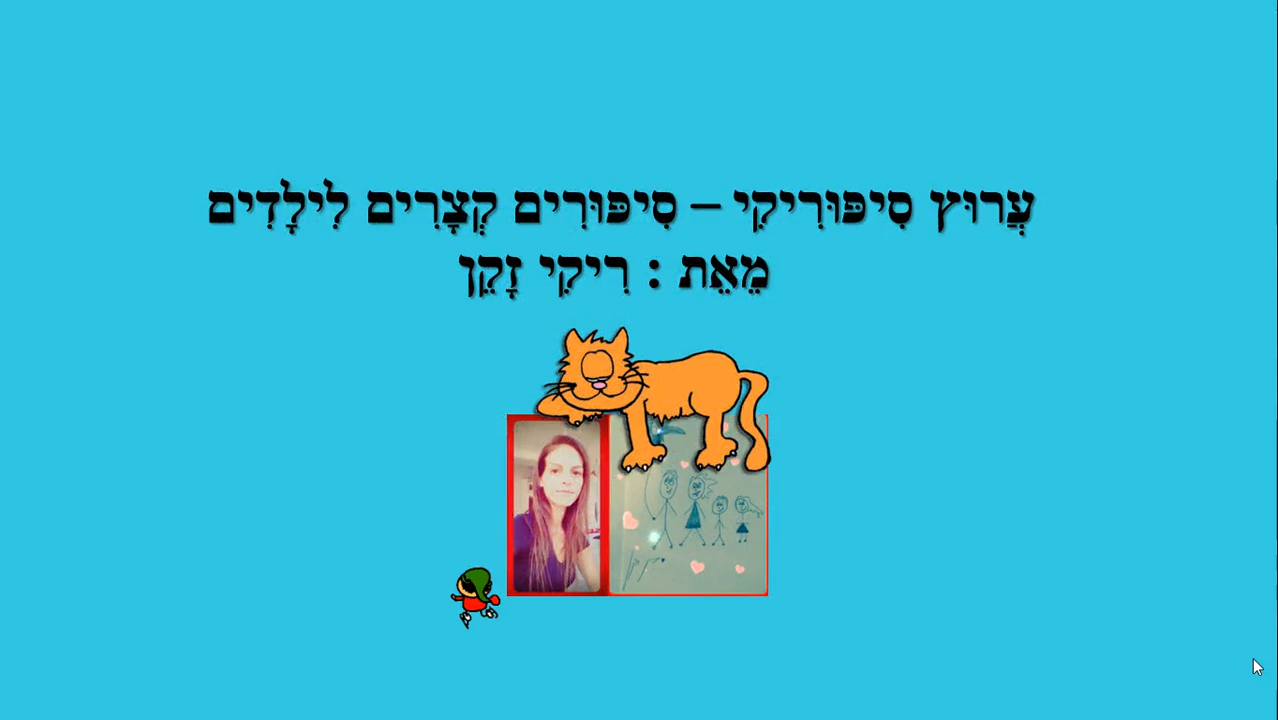 עֲרוּץ סִיפּוּרִיקִי – סִיפּוּרִים קְצָרִים לִילָדִים
מֵאֵת : רִיקִי זָקֵן